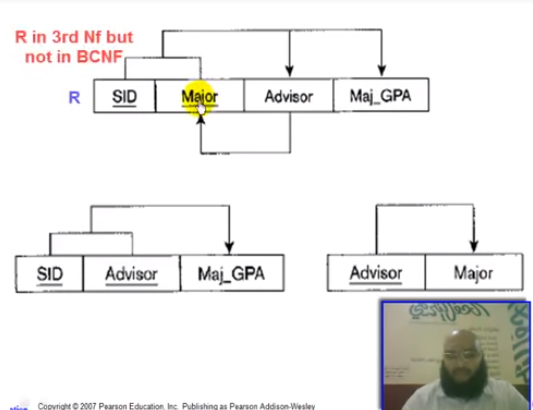 R in 3rd Nf but
not in BCNF
R
SID Major Advisor Maj_GPA
SID Advisor Maj_GPA
Advisor Major
Copyright © 2007 Pearson Education, Inc. Publishing as Pearson Addison-Wesley